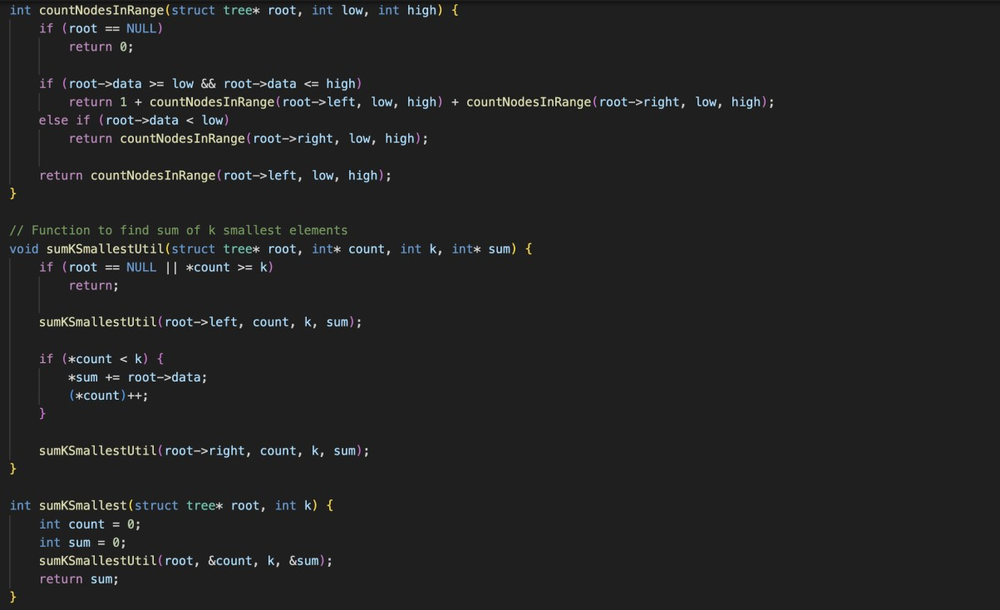 int countNodesInRange(struct tree* root, int low, int high) {
    if (root == NULL)
        return 0;

    if (root->data >= low && root->data <= high)
        return 1 + countNodesInRange(root->left, low, high) + countNodesInRange(root->right, low, high);
    else if (root->data < low)
        return countNodesInRange(root->right, low, high);

    return countNodesInRange(root->left, low, high);
}

// Function to find sum of k smallest elements
void sumKSmallestUtil(struct tree* root, int* count, int k, int* sum) {
    if (root == NULL || *count >= k)
        return;

    sumKSmallestUtil(root->left, count, k, sum);

    if (*count < k) {
        *sum += root->data;
        (*count)++;
    }

    sumKSmallestUtil(root->right, count, k, sum);
}

int sumKSmallest(struct tree* root, int k) {
    int count = 0;
    int sum = 0;
    sumKSmallestUtil(root, &count, k, &sum);
    return sum;
}